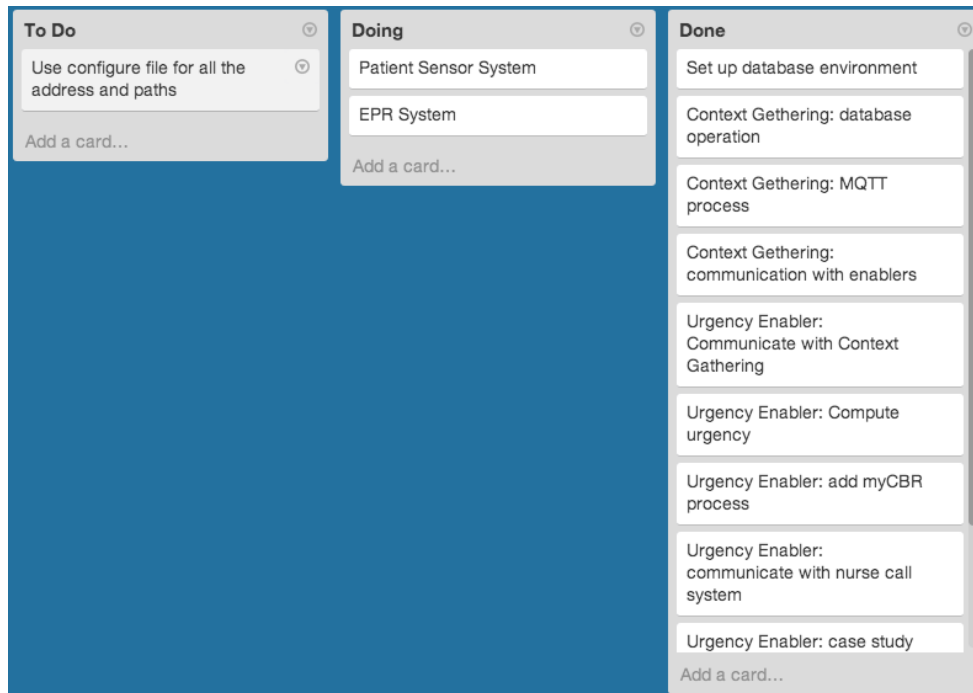 To Do
Use configure file for all the
address and paths
Add a card...
Doing
Patient Sensor System
EPR System
Add a card...
Done
Set up database environment
Context Gathering: database
operation
Context Gathering: MQTT
process
Context Gathering:
communication with enablers
Urgency Enabler:
Communicate with Context
Gathering
Urgency Enabler: Compute
urgency
Urgency Enabler: add myCBR
process
Urgency Enabler:
communicate with nurse call
system
Urgency Enabler: case study
Add a card...